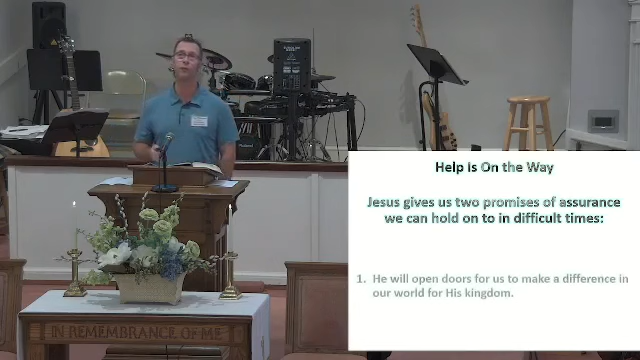 Help Is On the Way
Jesus gives us two promises of assurance
we can hold on to in difficult times:
1. He will open doors for us to make a difference in
our world for His kingdom.
IN REMEMBRANCE OF ME